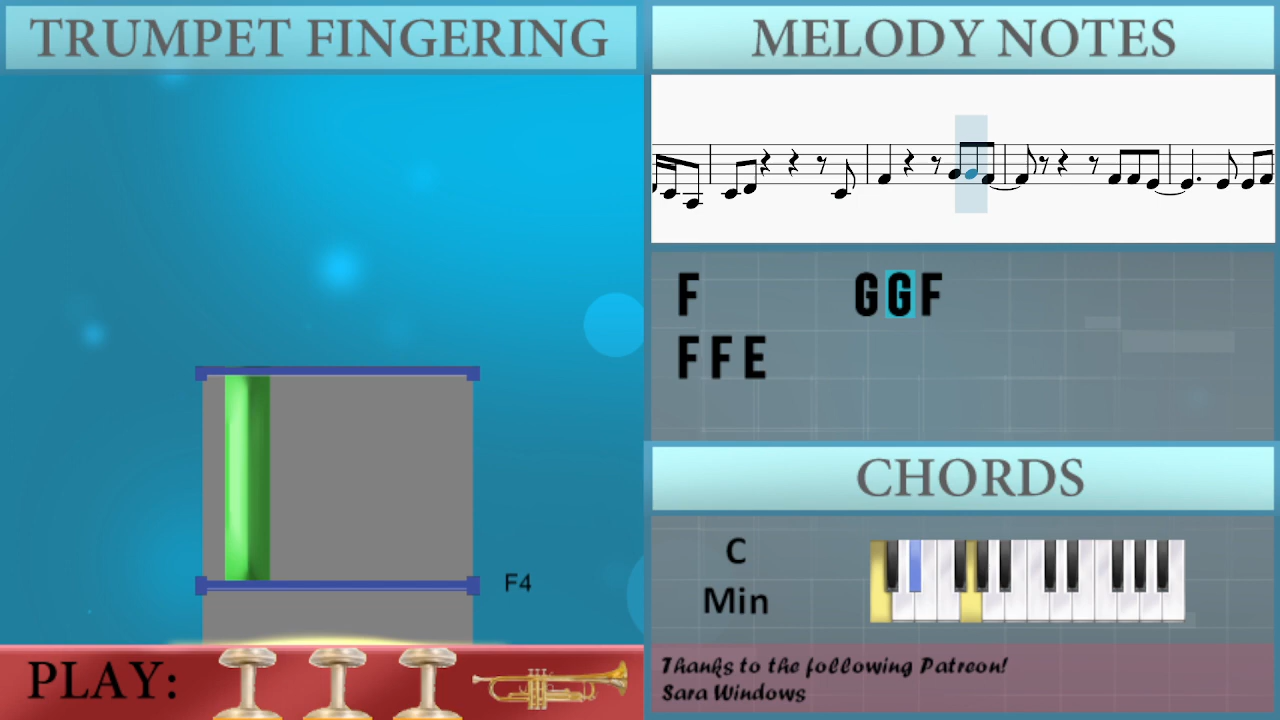 TRUMPET FINGERING
F4
PLAY:
MELODY NOTES
F GGF
FFE
CHORDS
C
Min
Thanks to the following Patreon!
Sara Windows